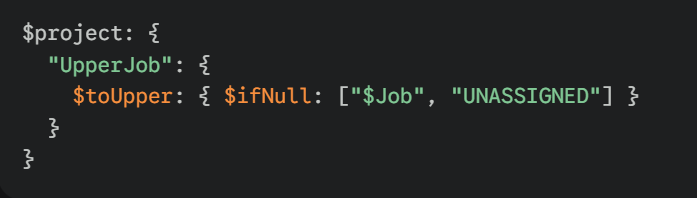 $project: {
  "UpperJob": {
    $toUpper: { $ifNull: ["$Job", "UNASSIGNED"] }
  }
}